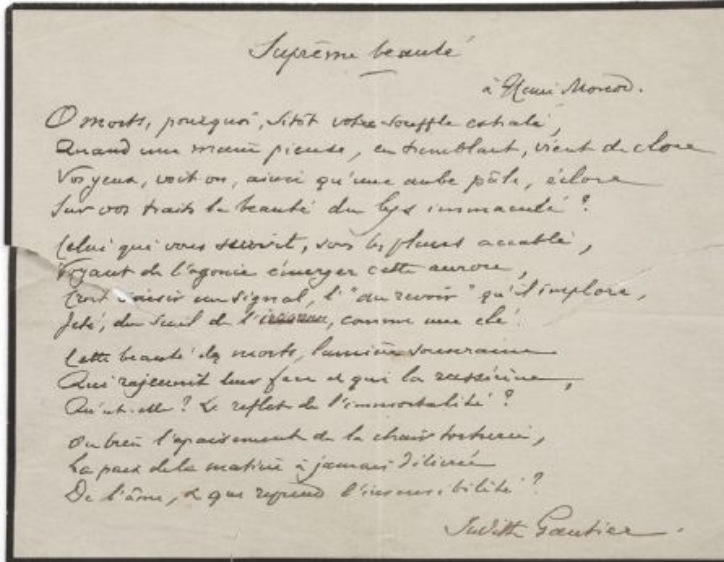 Suprême beauté
à Henri
O morts, pourquoi, sitôt votre souffle exhalé,
Quand une main pieuse, en tremblant, vient de clore
Vos yeux, voit on, ainsi qu'une aube pâle, éclore
Sur vos traits la beauté du lys immaculé ?
Celui qui vous survit, sous les pleurs accablé,
Voyant de l'agonie émerger cette aurore,
Croit saisir un signal, l' "au revoir" qu'il implore,
Jeté, du seuil de l' , comme une clé.
Cette beauté des morts, lumière souveraine
Qui rajeunit leur face et qui la rassérène,
Qu'est-elle ? Le reflet de l'immortalité ?
Ou bien l'apaisement de la chair torturée,
La paix de la matière à jamais délivrée
De l'âme, et que reprend l'insensibilité ?
Judith Gautier.